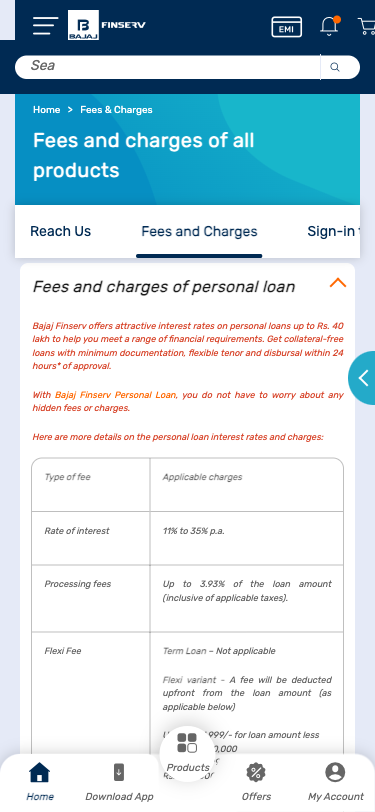 BAJAJ
FINSERV
EMI
Sea
Home > Fees & Charges
Fees and charges of all
products
Reach Us
Fees and Charges
Sign-in
Fees and charges of personal loan
Bajaj Finserv offers attractive interest rates on personal loans up to Rs. 40
lakh to help you meet a range of financial requirements. Get collateral-free
loans with minimum documentation, flexible tenor and disbursal within 24
hours* of approval.
With Bajaj Finserv Personal Loan, you do not have to worry about any
hidden fees or charges.
Here are more details on the personal loan interest rates and charges:
Type of fee
Applicable charges
Rate of interest
11% to 35% p.a.
Processing fees
Up to 3.93% of the loan amount
(inclusive of applicable taxes).
Flexi Fee
Term Loan – Not applicable
Flexi variant - A fee will be deducted
upfront from the loan amount (as
applicable below)
999/- for loan amount less
0,000
Products
Home
Download App
Offers
My Account